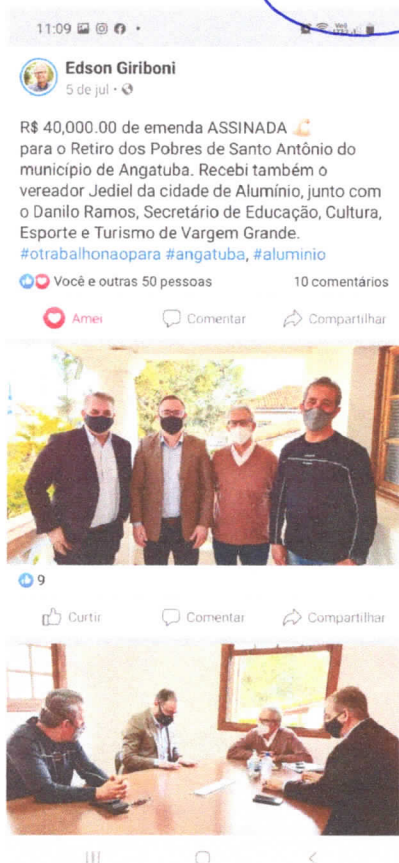 11:09
Edson Giriboni
5 de jul
R$ 40,000.00 de emenda ASSINADA
para o Retiro dos Pobres de Santo Antônio do
município de Angatuba. Recebi também o
vereador Jediel da cidade de Alumínio, junto com
o Danilo Ramos, Secretário de Educação, Cultura,
Esporte e Turismo de Vargem Grande.
#otrabalhonaopara #angatuba, #aluminio
Você e outras 50 pessoas 10 comentários
Amei Comentar Compartilhar
9
Curtir Comentar Compartilhar